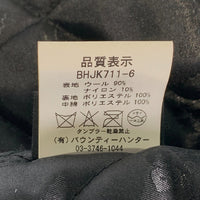 品質表示
BHJK711-6
表地 ウール 90%
ナイロン 10%
裏地 ポリエステル 100%
中綿 ポリエステル 100%
タンブラー乾燥禁止
(有)バウンティーハンター
03-3746-1044